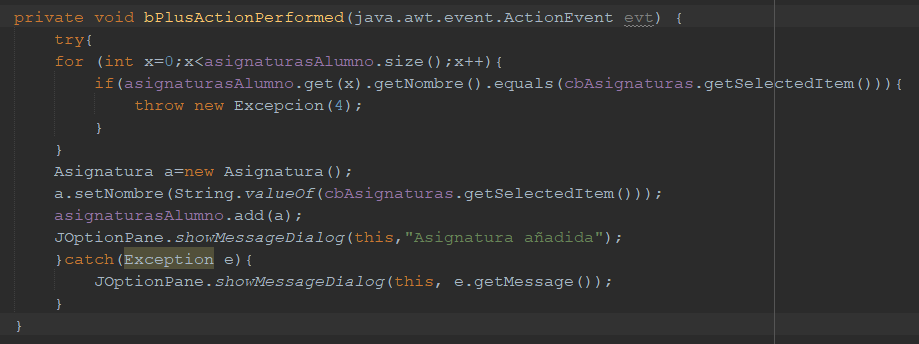 private void bPlusActionPerformed(java.awt.event.ActionEvent evt) {
    try{
    for (int x=0;x<asignaturasAlumno.size();x++){
        if(asignaturasAlumno.get(x).getNombre().equals(cbAsignaturas.getSelectedItem())){
            throw new Excepcion(4);
        }
    }
    Asignatura a=new Asignatura();
    a.setNombre(String.valueOf(cbAsignaturas.getSelectedItem()));
    asignaturasAlumno.add(a);
    JOptionPane.showMessageDialog(this,"Asignatura añadida");
    }catch(Exception e){
        JOptionPane.showMessageDialog(this, e.getMessage());
    }
}